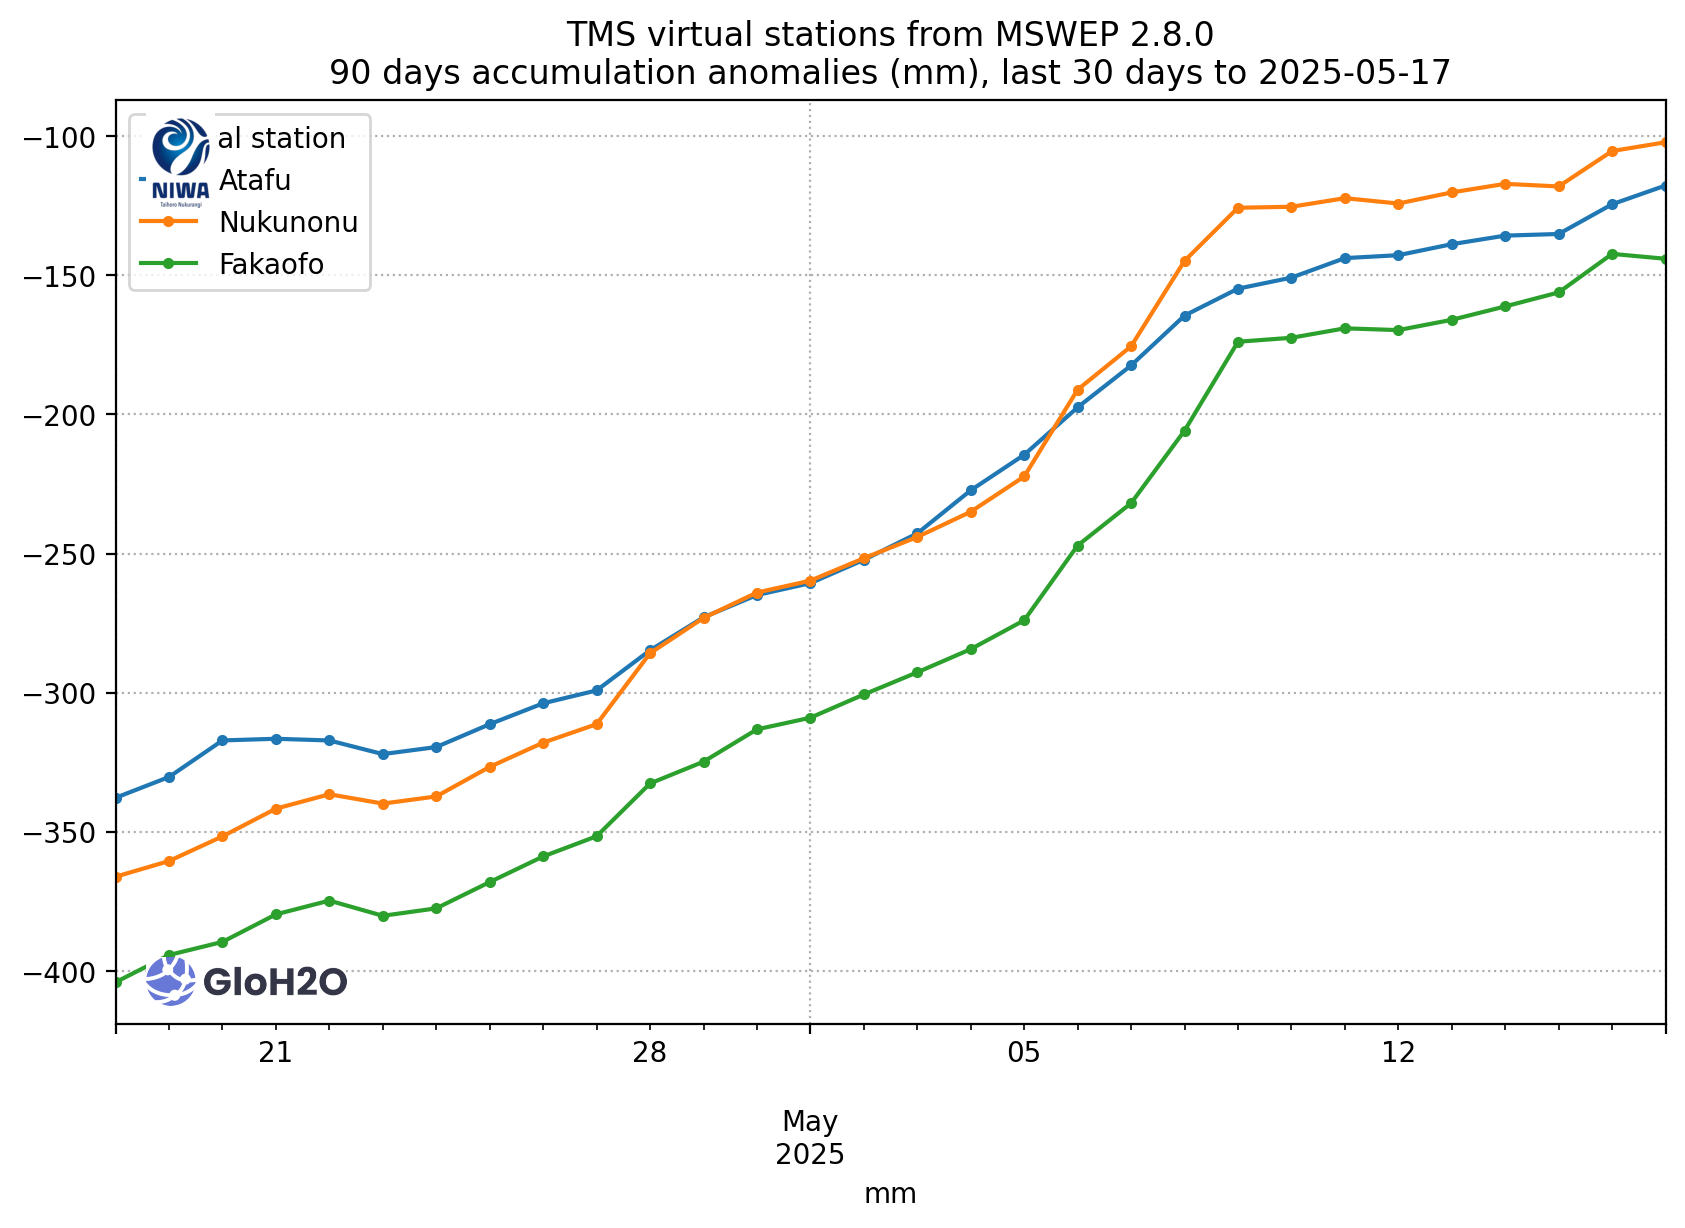 TMS virtual stations from MSWEP 2.8.0
90 days accumulation anomalies (mm), last 30 days to 2025-05-17
−100
−150
−200
−250
−300
−350
−400
al station
Atafu
Nukunonu
Fakaofo
NIWA
Taihoro Nukurangi
GloH2O
21
28
05
12
May
2025
mm